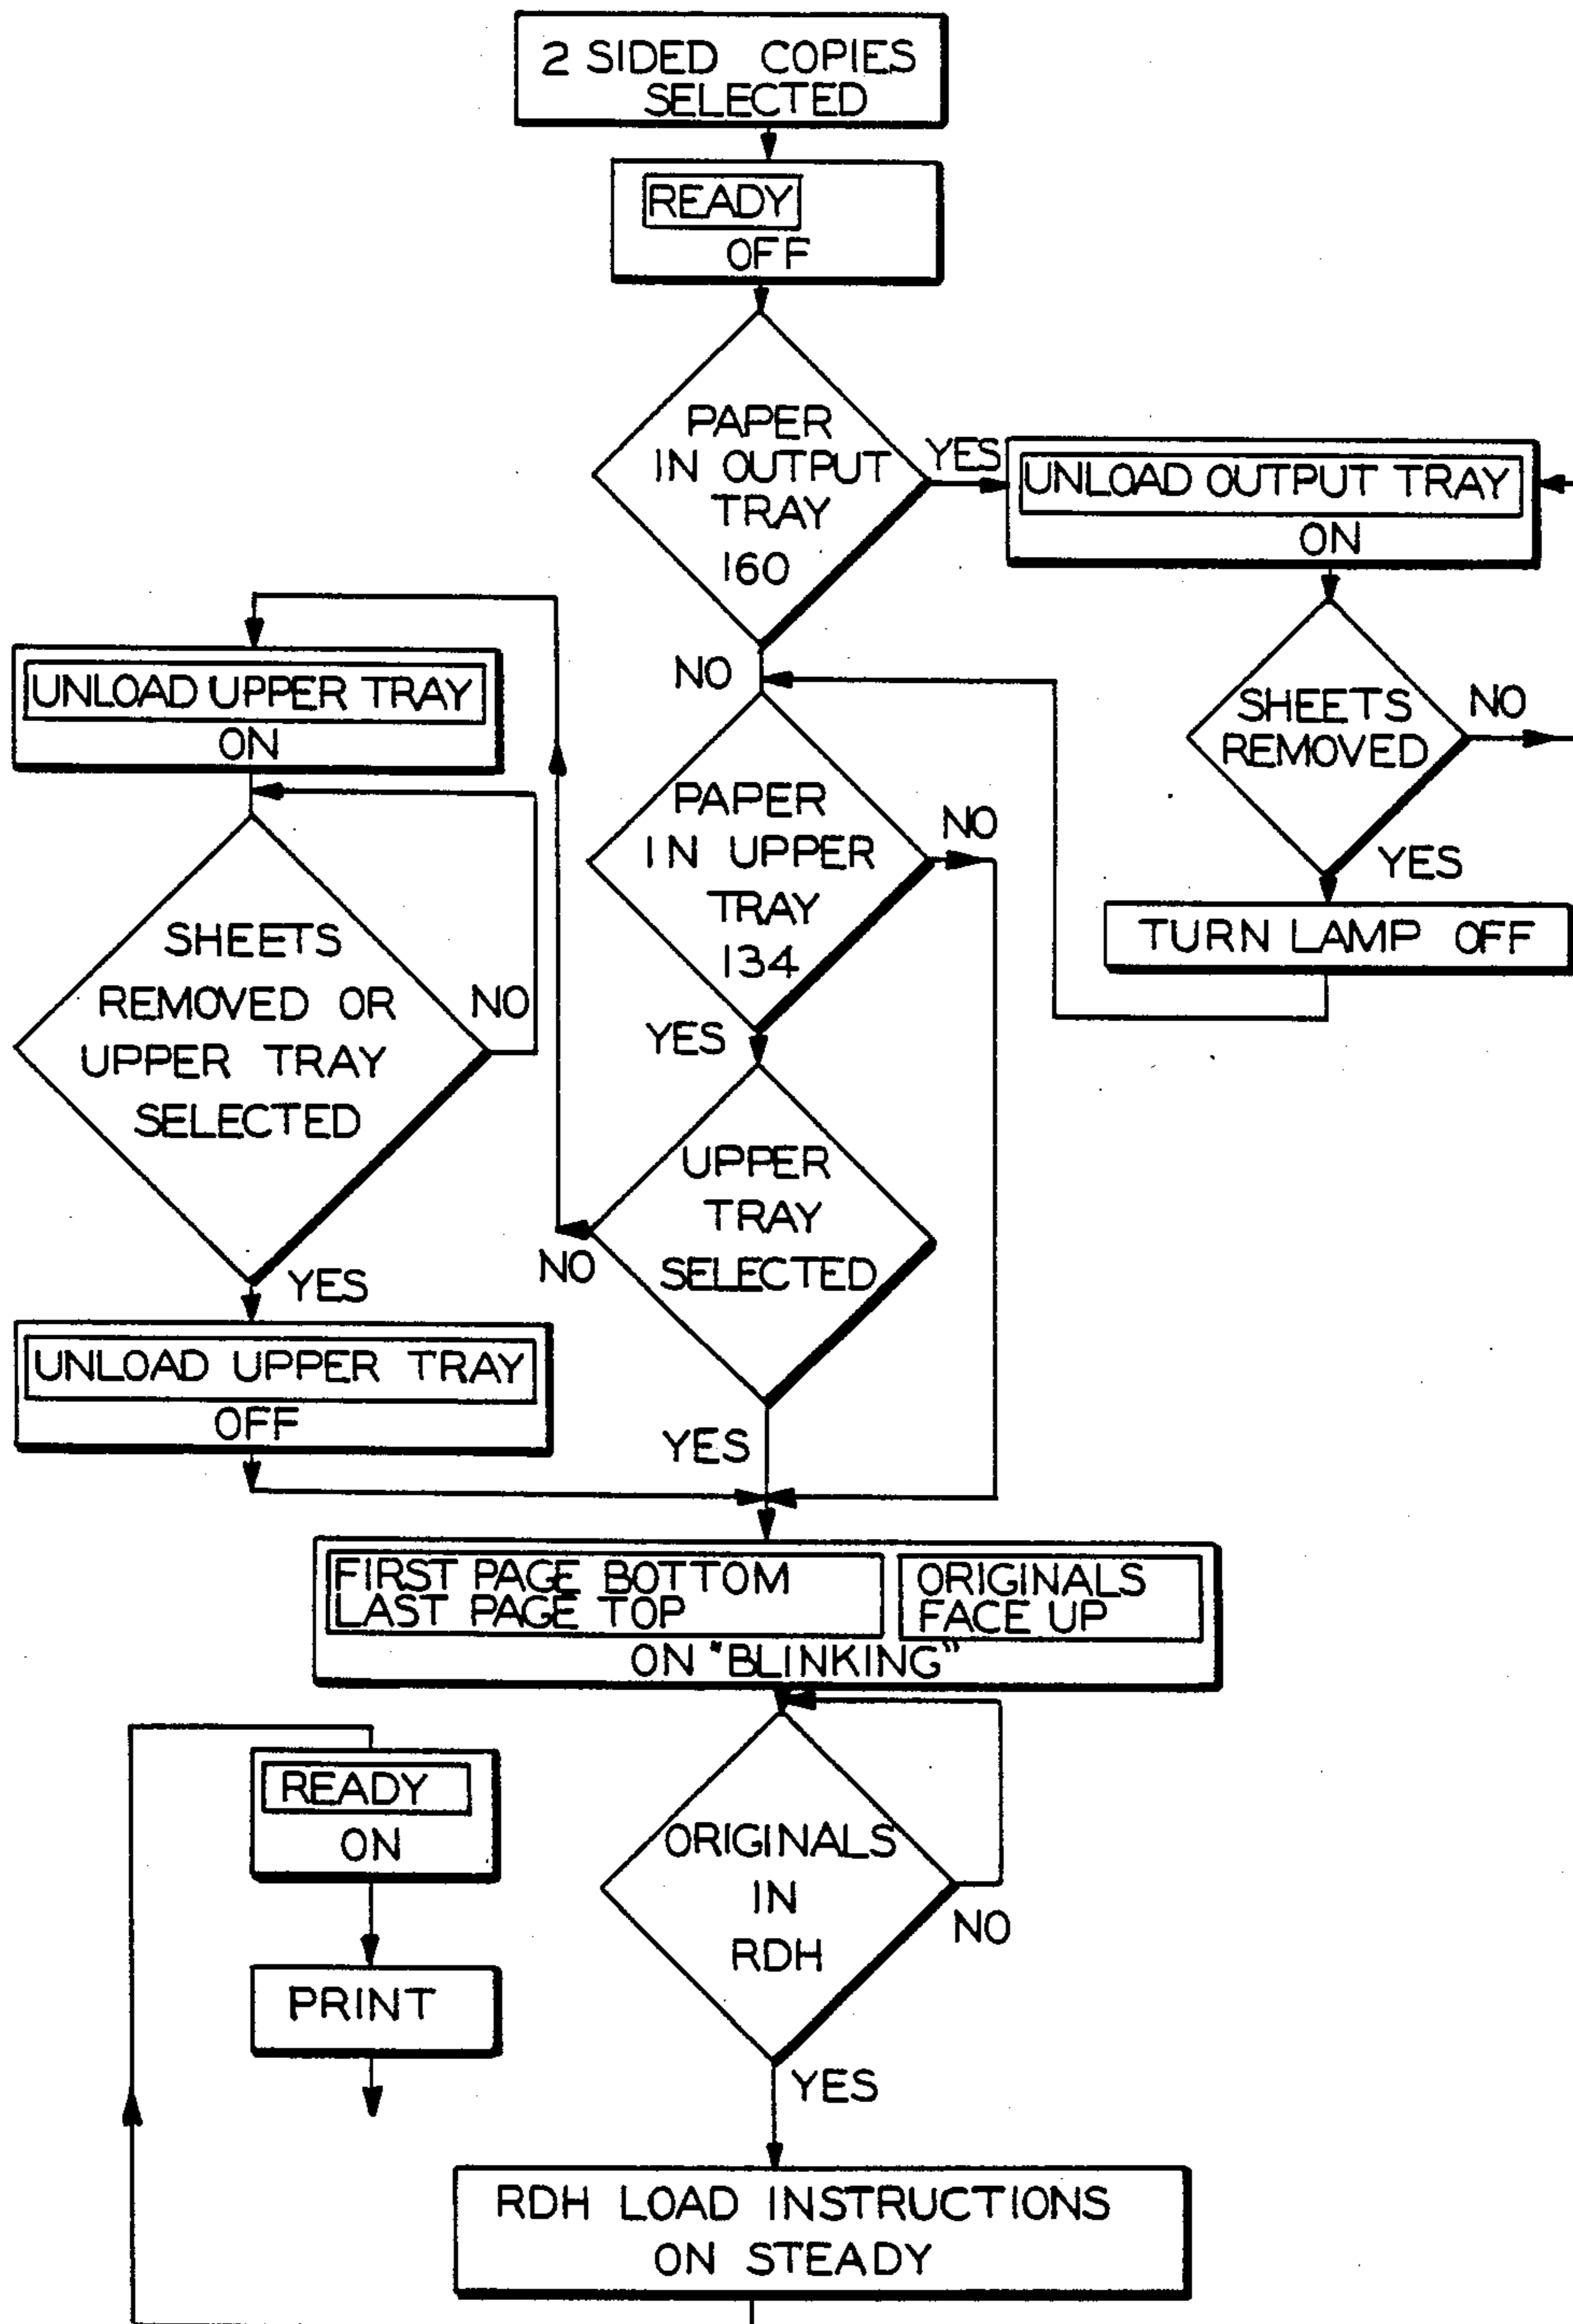 2 SIDED COPIES
SELECTED
READY
OFF
PAPER
IN OUTPUT
TRAY
160
YES
UNLOAD OUTPUT TRAY
ON
NO
SHEETS
REMOVED
NO
YES
TURN LAMP OFF
UNLOAD UPPER TRAY
ON
PAPER
IN UPPER
TRAY
134
NO
YES
SHEETS
REMOVED OR
UPPER TRAY
SELECTED
NO
YES
UPPER
TRAY
SELECTED
NO
YES
UNLOAD UPPER TRAY
OFF
FIRST PAGE BOTTOM
LAST PAGE TOP
ORIGINALS
FACE UP
ON "BLINKING"
ORIGINALS
IN
RDH
NO
YES
RDH LOAD INSTRUCTIONS
ON STEADY
READY
ON
PRINT